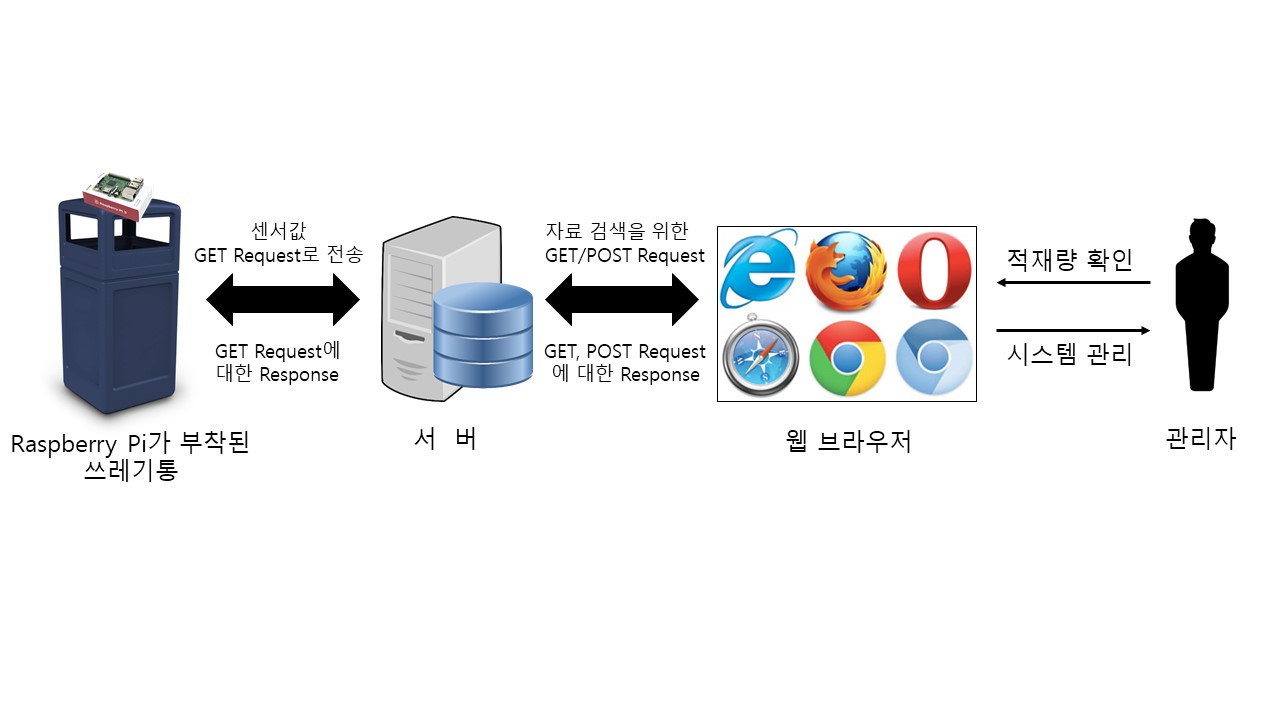 센서값
GET Request로 전송
GET Request에
대한 Response
Raspberry Pi가 부착된
쓰레기통
서 버
자료 검색을 위한
GET/POST Request
GET, POST Request
에 대한 Response
웹 브라우저
적재량 확인
시스템 관리
관리자